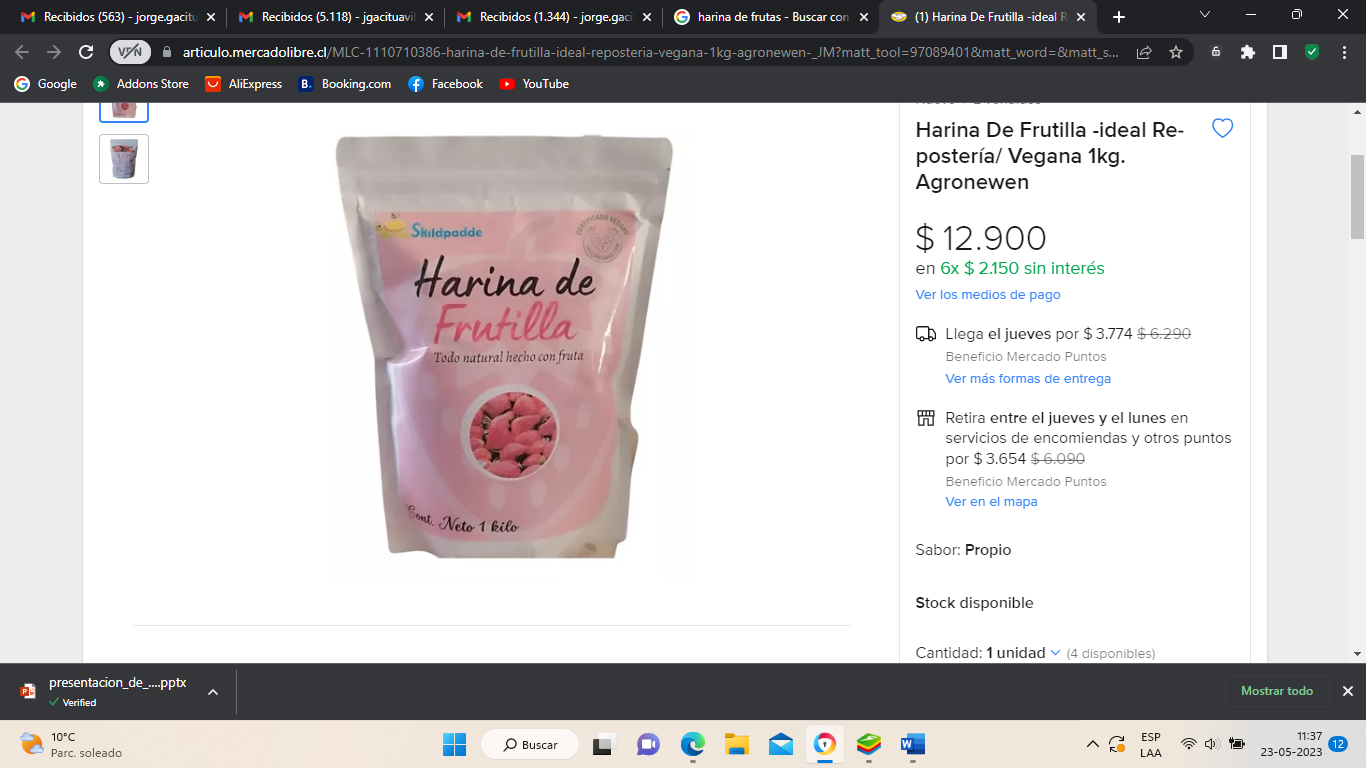 Recibidos (563) - jorge.gacitu
Recibidos (5.118) - jgacituavil
Recibidos (1.344) - jorge.gaci
harina de frutas - Buscar con
(1) Harina De Frutilla -ideal R
VPN
articulo.mercadolibre.cl/MLC-1110710386-harina-de-frutilla-ideal-reposteria-vegana-1kg-agronewen-_JM?matt_tool=97089401&matt_word=&matt_s...
Google
Addons Store
AliExpress
B. Booking.com
Facebook
YouTube
Skildpadde
CERTIFICADO VEGANO
Harina de
Frutilla
Todo natural hecho con fruta
Cont. Neto 1 kilo
Harina De Frutilla -ideal Re-
postería/ Vegana 1kg.
Agronewen
$ 12.900
en 6x $ 2.150 sin interés
Ver los medios de pago
Llega el jueves por $ 3.774 $ 6.290
Beneficio Mercado Puntos
Ver más formas de entrega
Retira entre el jueves y el lunes en
servicios de encomiendas y otros puntos
por $ 3.654 $ 6.090
Beneficio Mercado Puntos
Ver en el mapa
Sabor: Propio
Stock disponible
Cantidad: 1 unidad (4 disponibles)
presentacion_de_....pptx
Verified
Mostrar todo
10°C
Parc. soleado
Buscar
ESP
LAA
11:37
23-05-2023
12